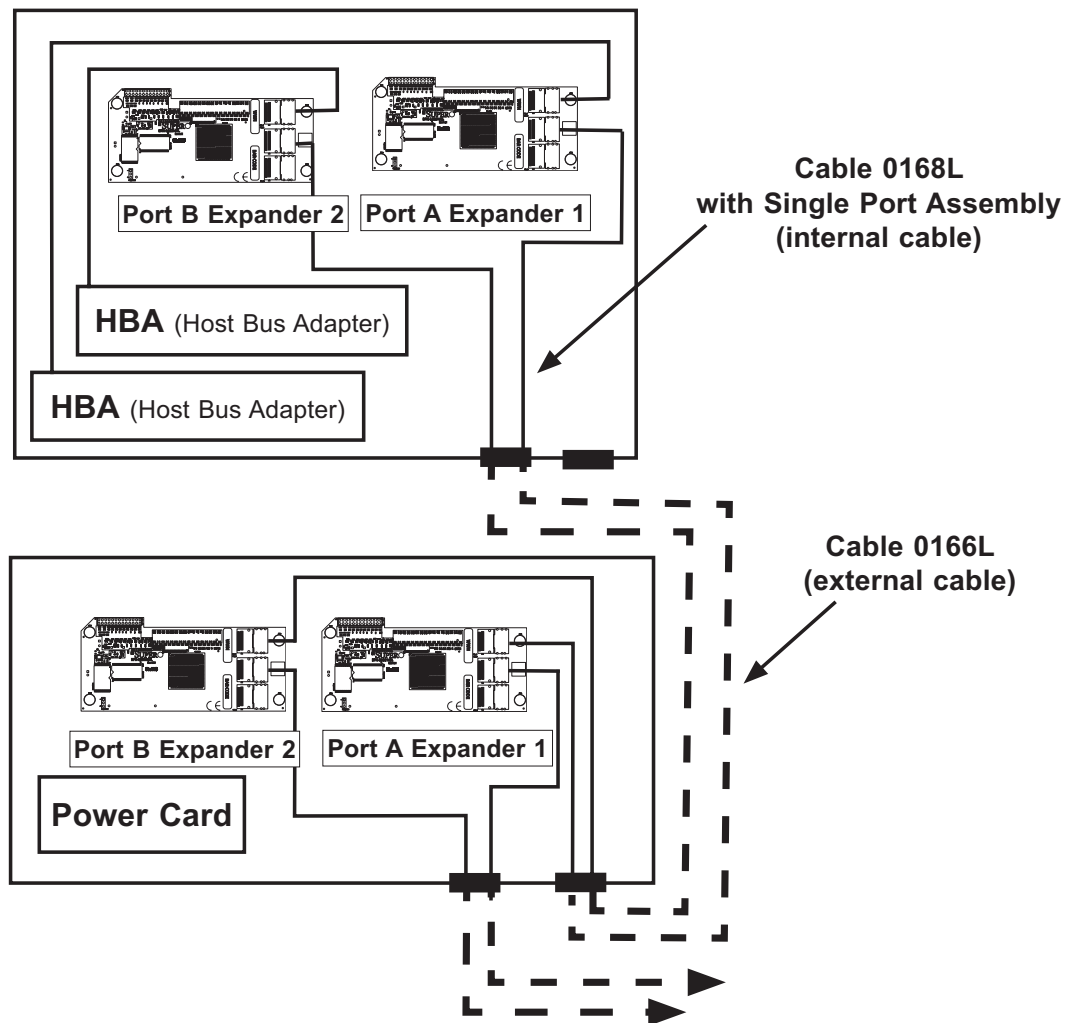 Port B Expander 2
Port A Expander 1
Cable 0168L
with Single Port Assembly
(internal cable)
HBA (Host Bus Adapter)
HBA (Host Bus Adapter)
Cable 0166L
(external cable)
Port B Expander 2
Port A Expander 1
Power Card